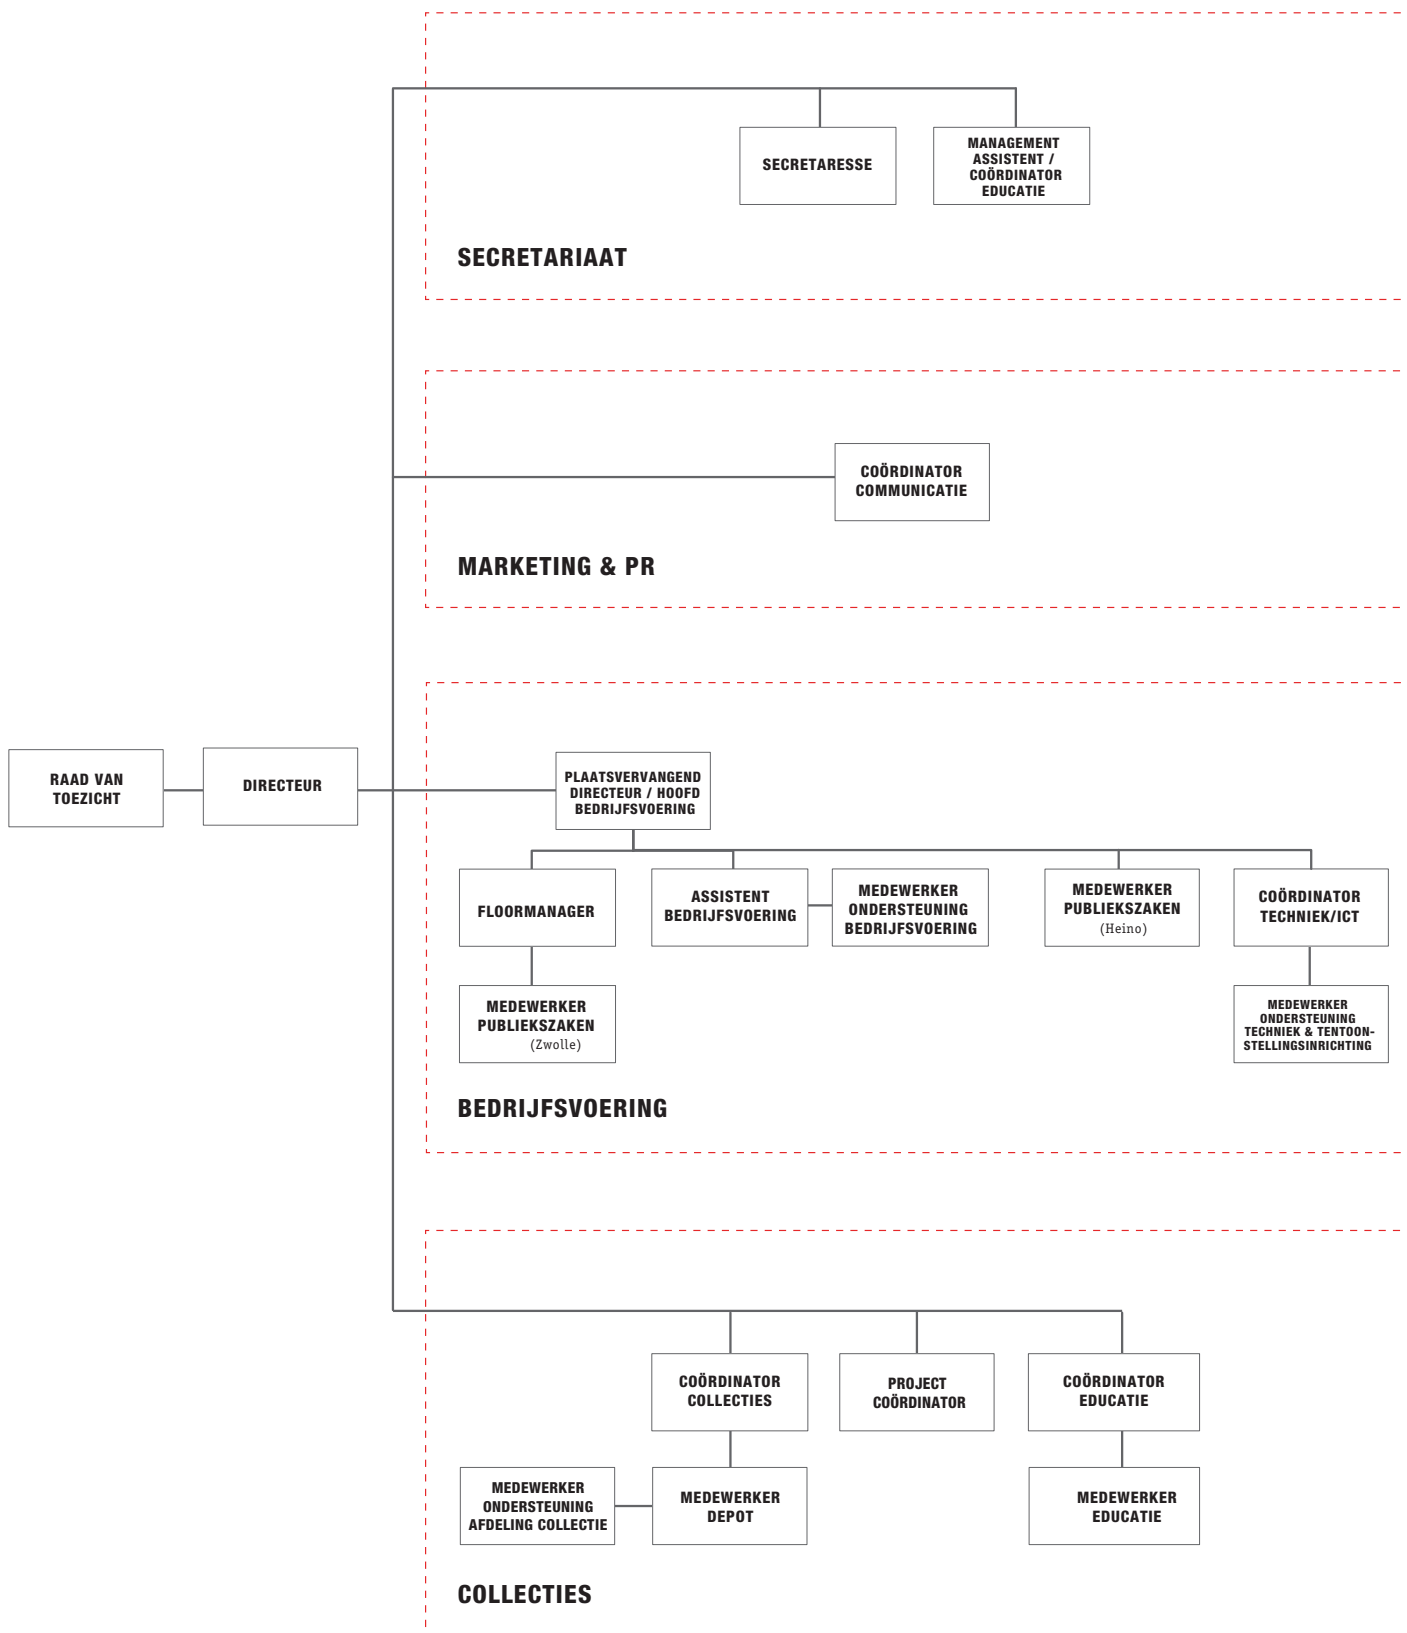 SECRETARESSE
MANAGEMENT
ASSISTENT /
COÖRDINATOR
EDUCATIE
SECRETARIAAT
COÖRDINATOR
COMMUNICATIE
MARKETING & PR
RAAD VAN
TOEZICHT
DIRECTEUR
PLAATSVERVANGEND
DIRECTEUR / HOOFD
BEDRIJFSVOERING
FLOORMANAGER
ASSISTENT
BEDRIJFSVOERING
MEDEWERKER
ONDERSTEUNING
BEDRIJFSVOERING
MEDEWERKER
PUBLIEKSZAKEN
(Heino)
COÖRDINATOR
TECHNIEK/ICT
MEDEWERKER
PUBLIEKSZAKEN
(Zwolle)
MEDEWERKER
ONDERSTEUNING
TECHNIEK & TENTOON-
STELLINGSINRICHTING
BEDRIJFSVOERING
COÖRDINATOR
COLLECTIES
PROJECT
COÖRDINATOR
COÖRDINATOR
EDUCATIE
MEDEWERKER
ONDERSTEUNING
AFDELING COLLECTIE
MEDEWERKER
DEPOT
MEDEWERKER
EDUCATIE
COLLECTIES